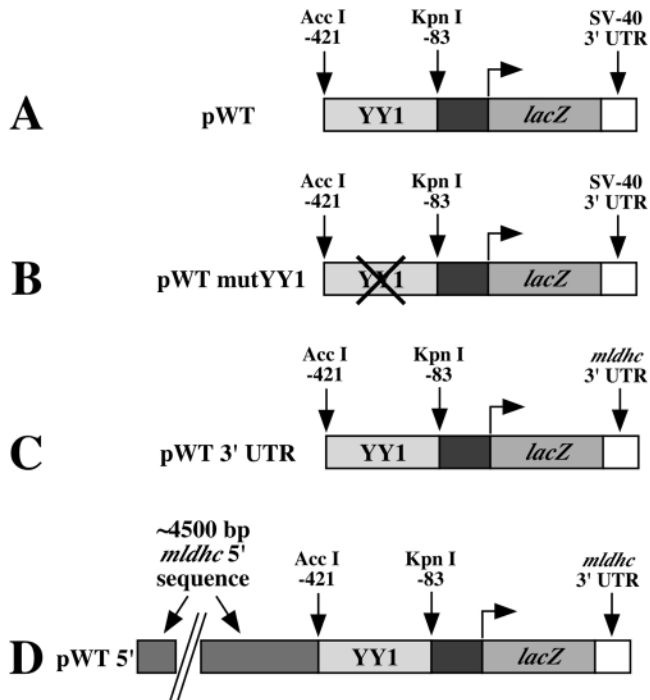 Acc I
-421
Kpn I
-83
SV-40
3' UTR
A
pWT
YY1
lacZ
Acc I
-421
Kpn I
-83
SV-40
3' UTR
B
pWT mutYY1
YY1
lacZ
Acc I
-421
Kpn I
-83
mldhc
3' UTR
C
pWT 3' UTR
YY1
lacZ
~4500 bp
mldhc 5'
sequence
Acc I
-421
Kpn I
-83
mldhc
3' UTR
D
pWT 5'
YY1
lacZ